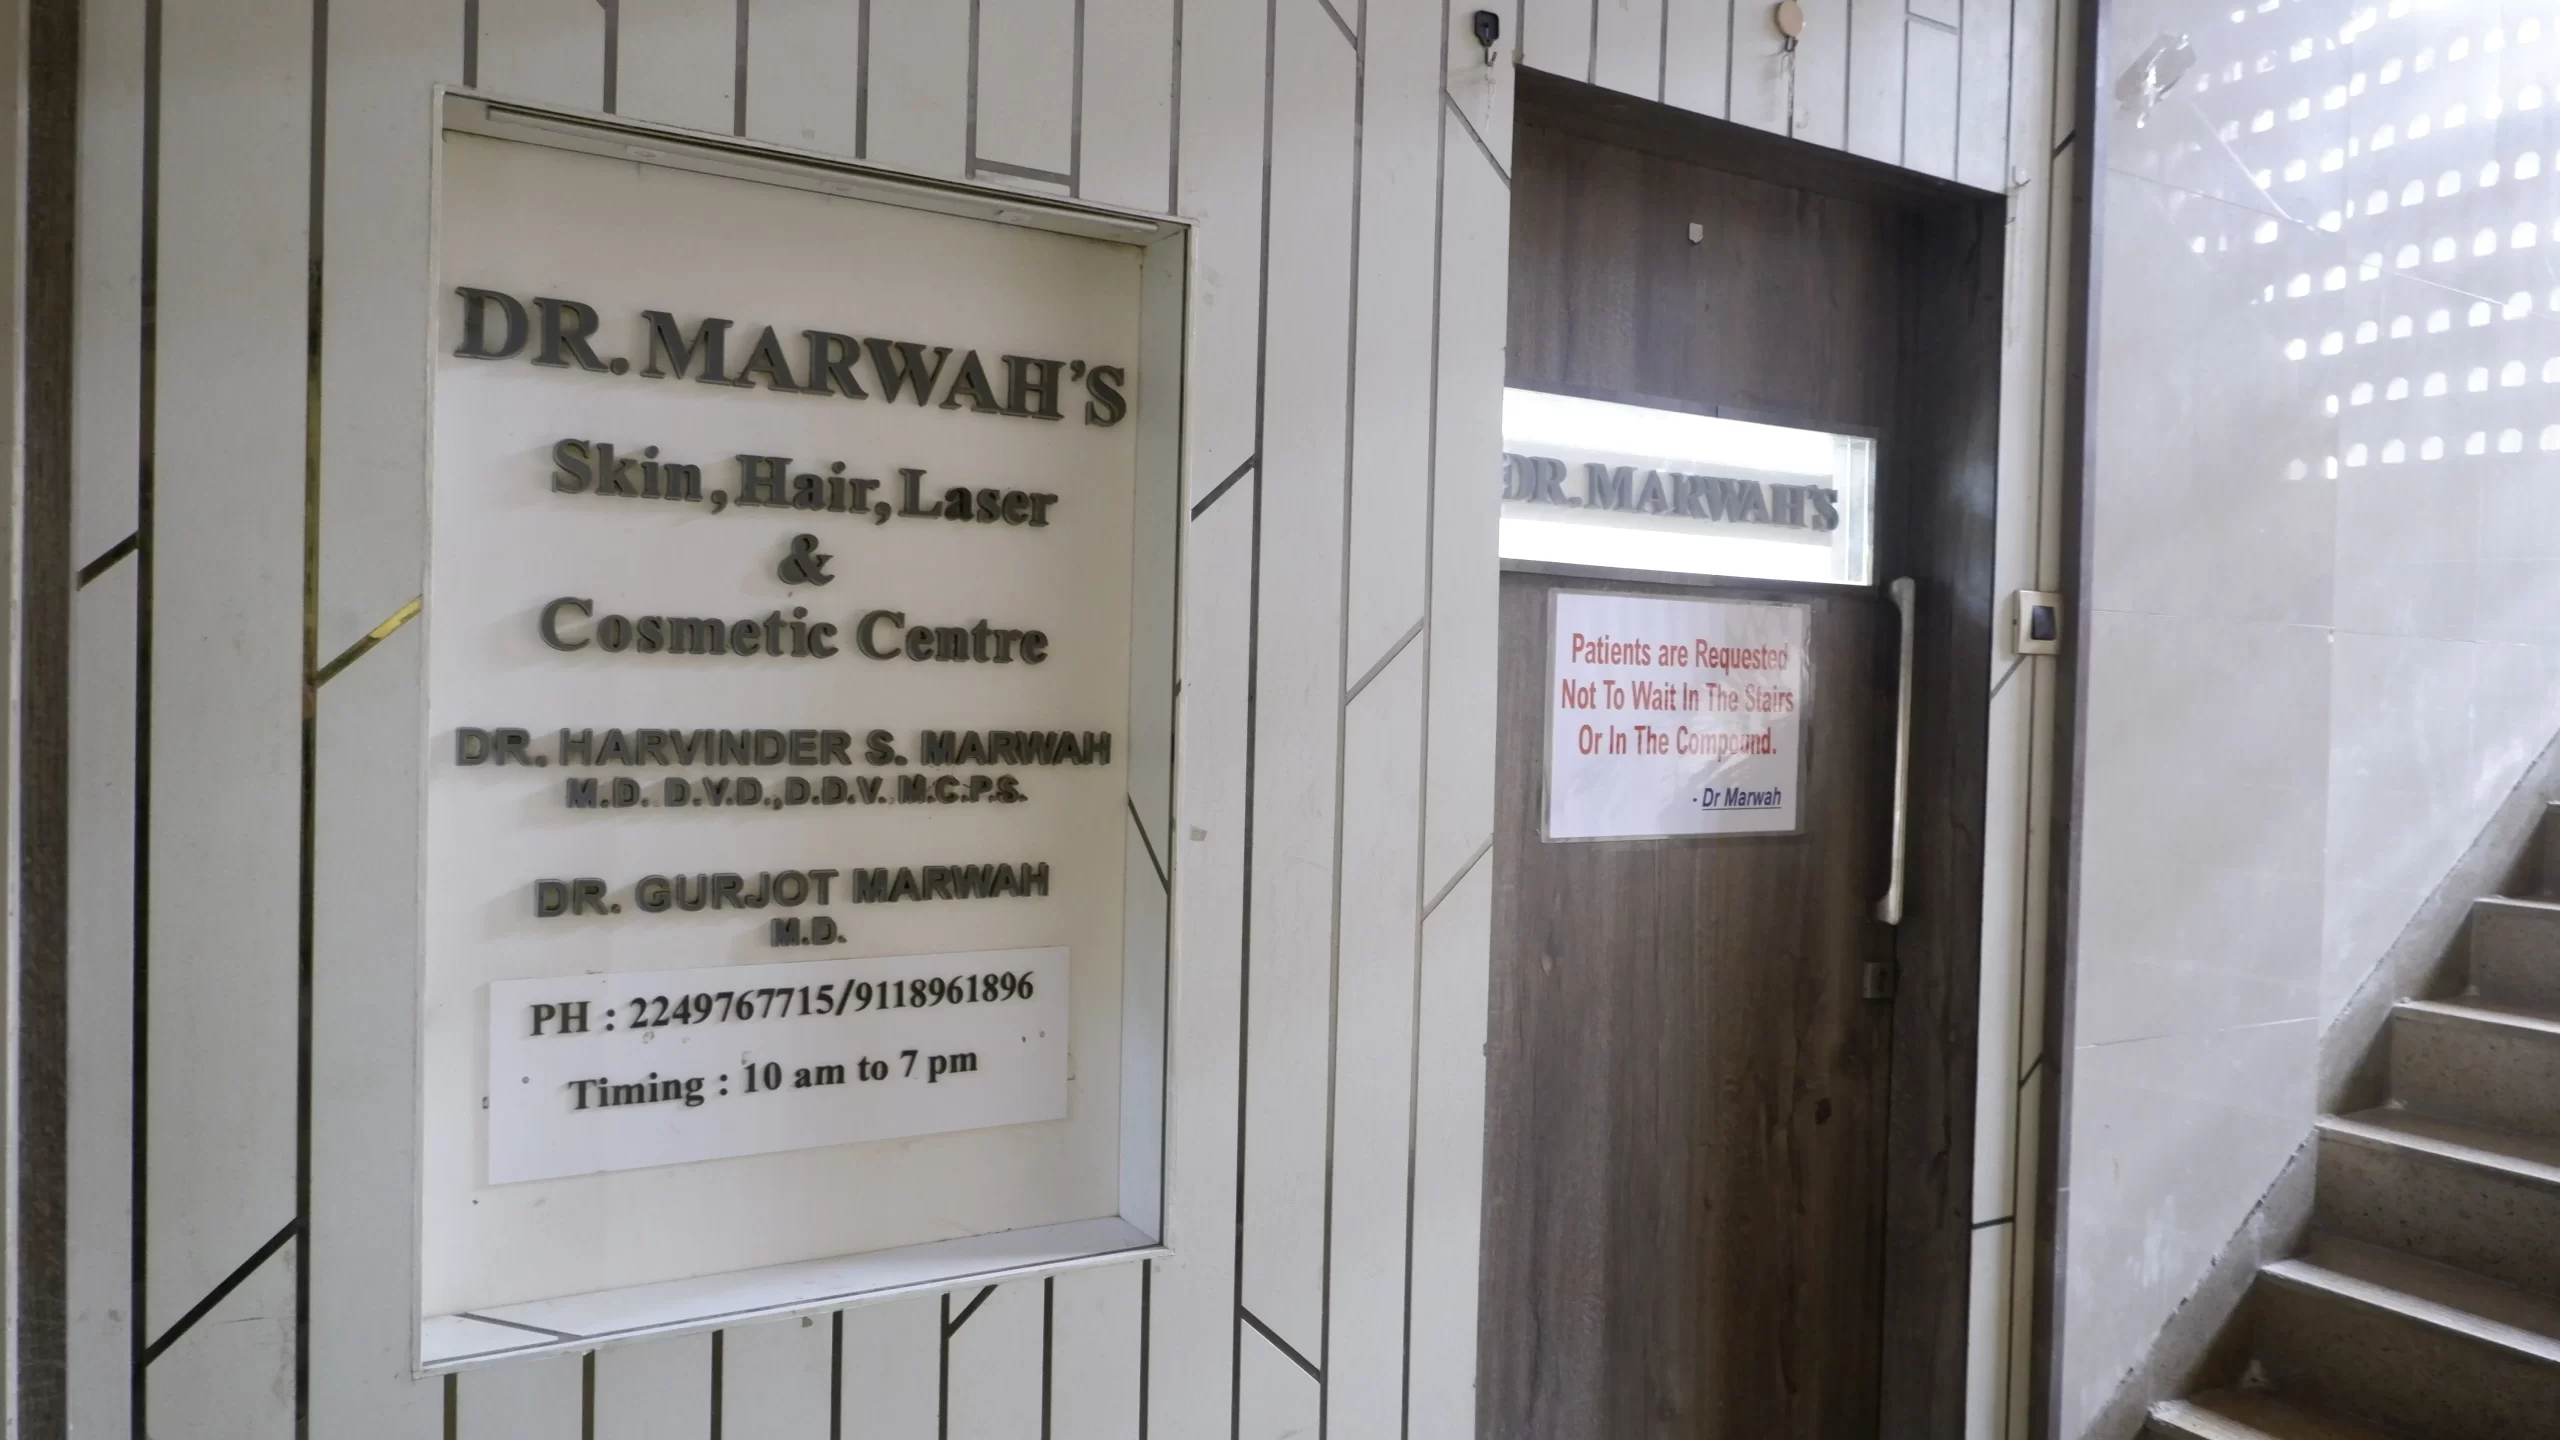 DR. MARWAH'S
Skin, Hair, Laser
&
Cosmetic Centre
DR. HARVINDER S. MARWAH
M.D. D.V.D., D.D.V. M.C.P.S.
DR. GURJOT MARWAH
M.D.
PH : 2249767715/9118961896
Timing : 10 am to 7 pm
DR. MARWAH'S
Patients are Requested
Not To Wait In The Stairs
Or In The Compound.
- Dr Marwah